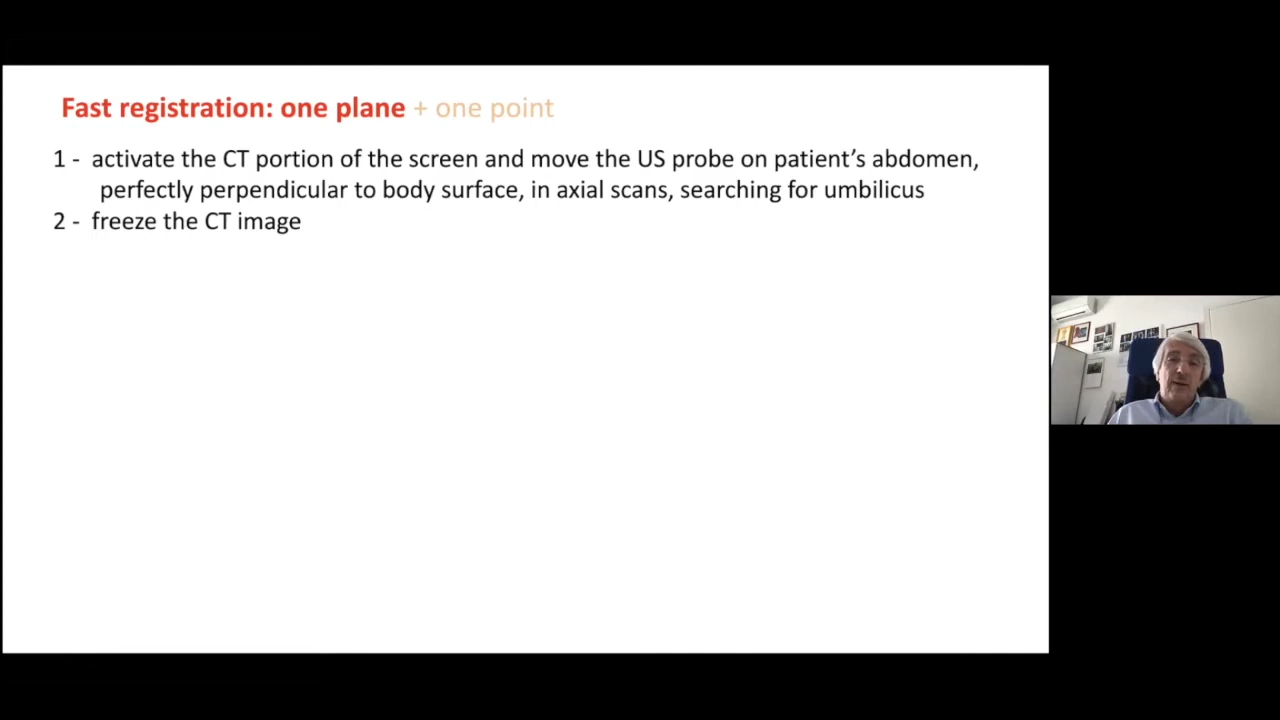 Fast registration: one plane + one point
1 - activate the CT portion of the screen and move the US probe on patient’s abdomen,
perfectly perpendicular to body surface, in axial scans, searching for umbilicus
2 - freeze the CT image